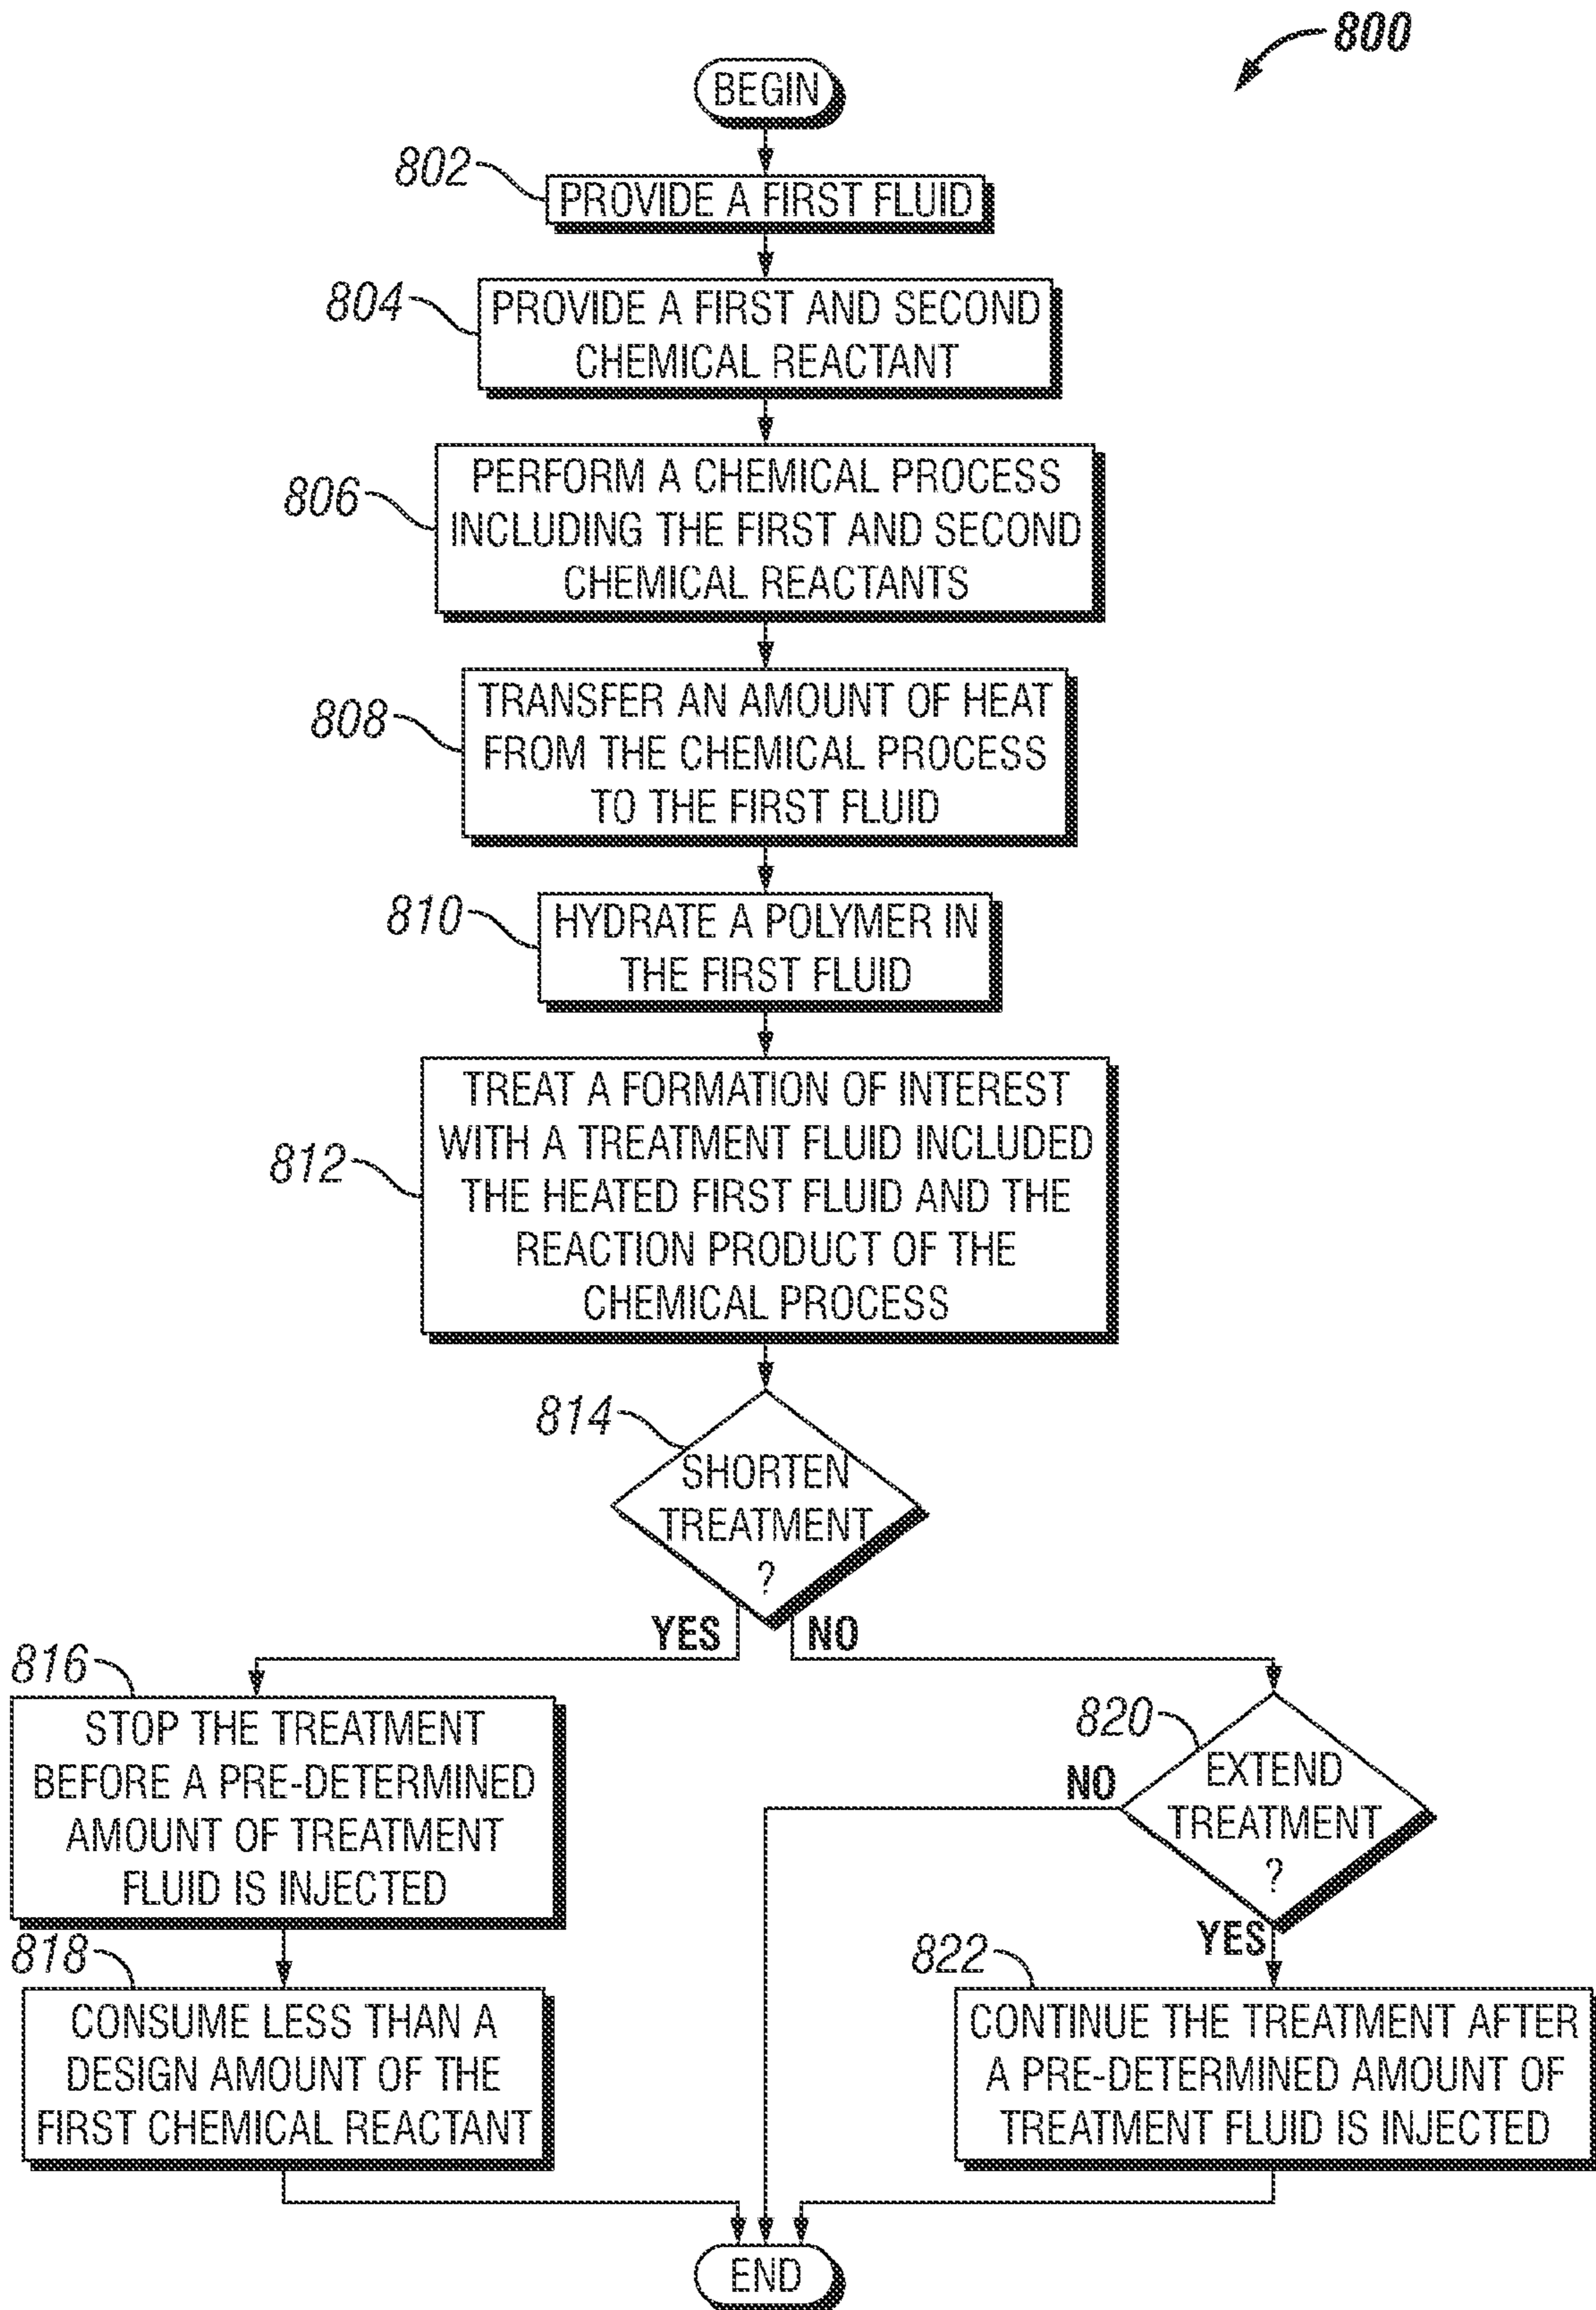 800
BEGIN
802
PROVIDE A FIRST FLUID
804
PROVIDE A FIRST AND SECOND
CHEMICAL REACTANT
806
PERFORM A CHEMICAL PROCESS
INCLUDING THE FIRST AND SECOND
CHEMICAL REACTANTS
808
TRANSFER AN AMOUNT OF HEAT
FROM THE CHEMICAL PROCESS
TO THE FIRST FLUID
810
HYDRATE A POLYMER IN
THE FIRST FLUID
812
TREAT A FORMATION OF INTEREST
WITH A TREATMENT FLUID INCLUDED
THE HEATED FIRST FLUID AND THE
REACTION PRODUCT OF THE
CHEMICAL PROCESS
814
SHORTEN
TREATMENT
?
YES
NO
816
STOP THE TREATMENT
BEFORE A PRE-DETERMINED
AMOUNT OF TREATMENT
FLUID IS INJECTED
818
CONSUME LESS THAN A
DESIGN AMOUNT OF THE
FIRST CHEMICAL REACTANT
820
EXTEND
TREATMENT
?
NO
YES
822
CONTINUE THE TREATMENT AFTER
A PRE-DETERMINED AMOUNT OF
TREATMENT FLUID IS INJECTED
END